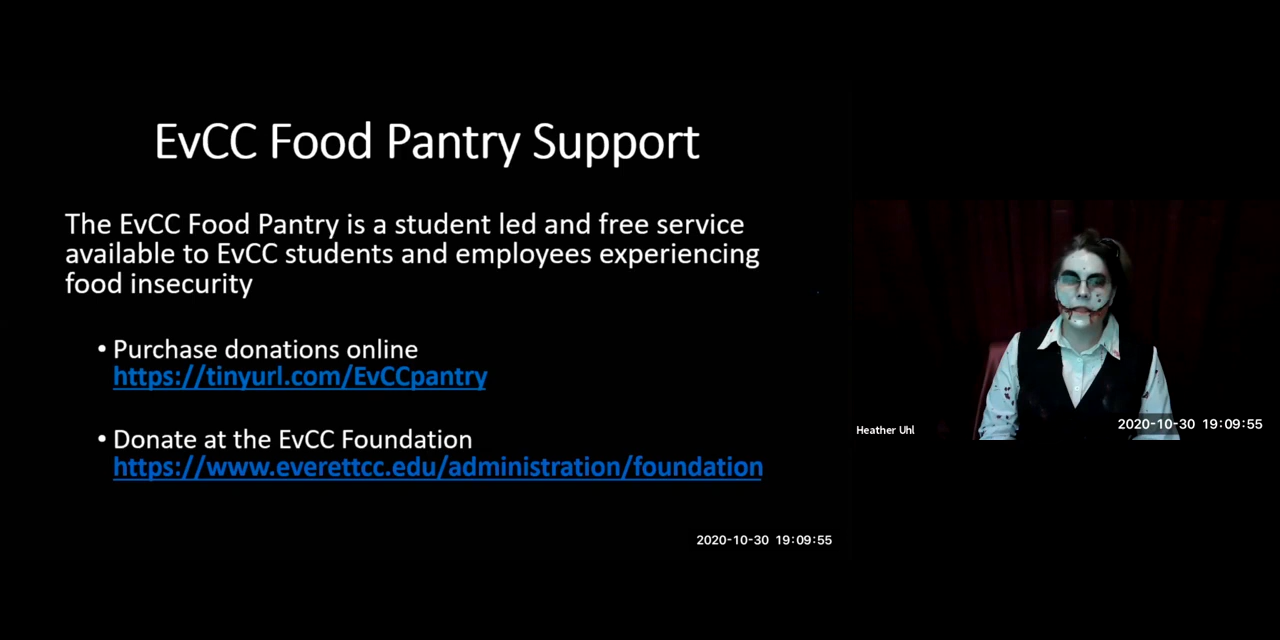 EvCC Food Pantry Support
The EvCC Food Pantry is a student led and free service
available to EvCC students and employees experiencing
food insecurity
• Purchase donations online
https://tinyurl.com/EvCCpantry
• Donate at the EvCC Foundation
https://www.everettcc.edu/administration/foundation
2020-10-30 19:09:55
Heather Uhl
2020-10-30 19:09:55